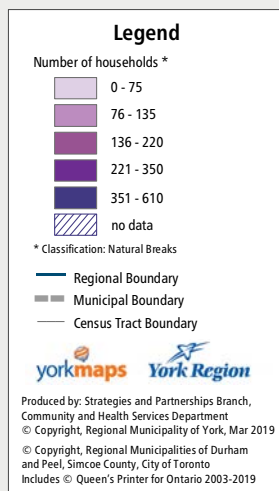 Legend
Number of households *
0 - 75
76 - 135
136 - 220
221 - 350
351 - 610
no data
* Classification: Natural Breaks
Regional Boundary
Municipal Boundary
Census Tract Boundary
yorkmaps York Region
Produced by: Strategies and Partnerships Branch,
Community and Health Services Department
© Copyright, Regional Municipality of York, Mar 2019
© Copyright, Regional Municipalities of Durham
and Peel, Simcoe County, City of Toronto
Includes © Queen's Printer for Ontario 2003-2019